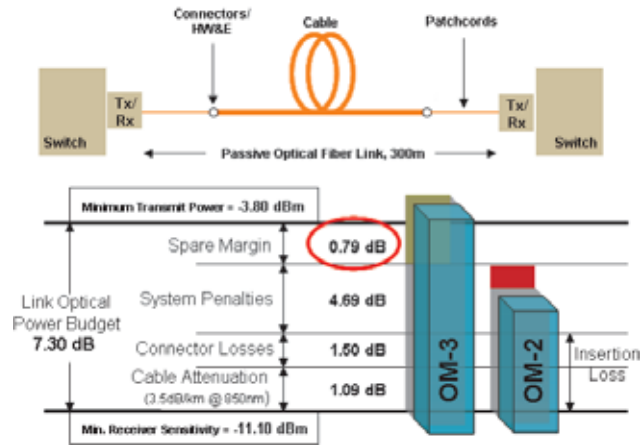 Connectors/
HW&E
Cable
Patchcords
Tx/
Rx
Switch
Tx/
Rx
Switch
Passive Optical Fiber Link, 300m
Minimum Transmit Power = -3.80 dBm
Spare Margin
0.79 dB
System Penalties
4.69 dB
Link Optical
Power Budget
7.30 dB
Connector Losses
1.50 dB
Cable Attenuation
(3.5dB/km @ 850nm)
1.09 dB
OM-3
OM-2
Insertion
Loss
Min. Receiver Sensitivity = -11.10 dBm